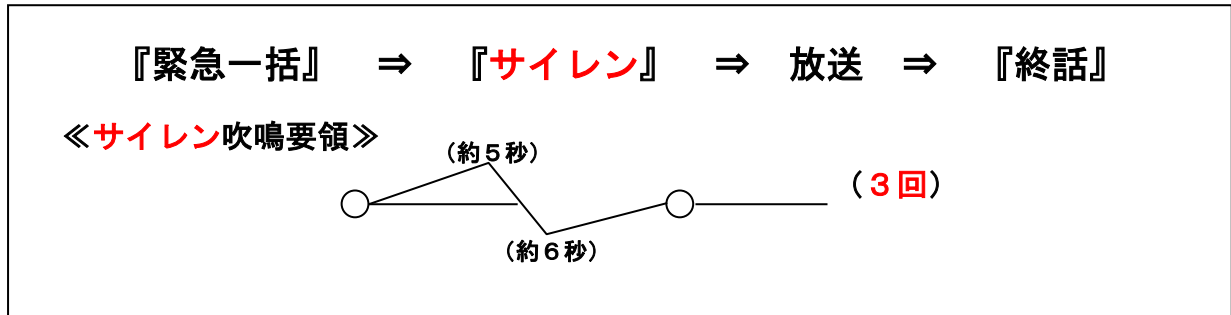 『緊急一括』 ⇒ 『サイレン』 ⇒ 放送 ⇒ 『終話』
≪サイレン吹鳴要領≫
（約５秒）
（３回）
（約６秒）